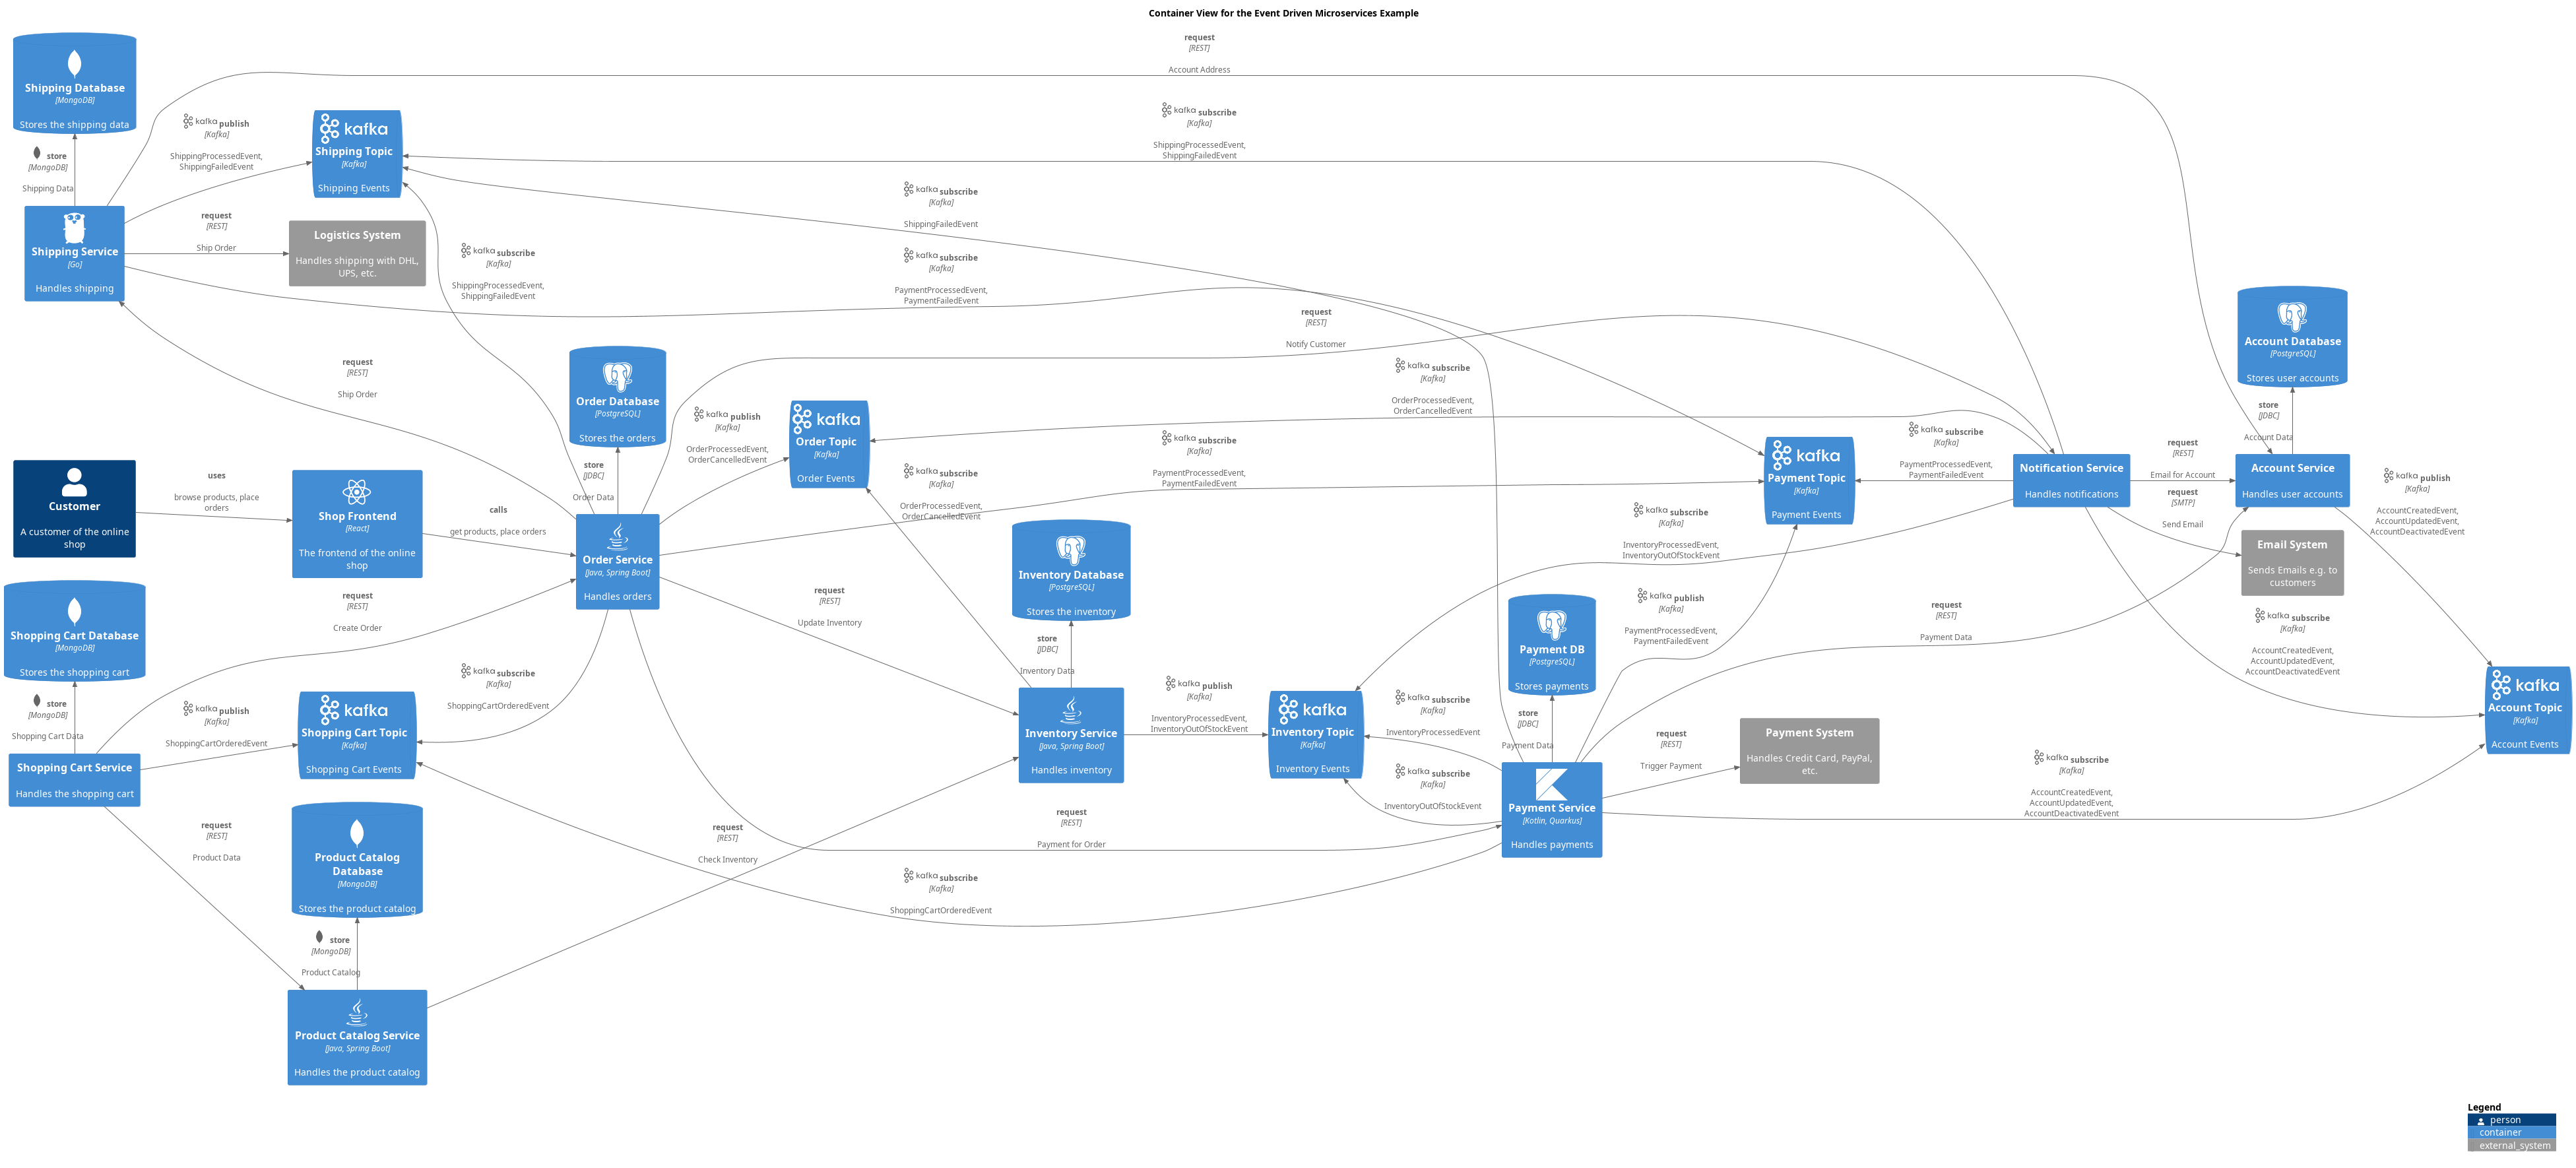 Container View for the Event Driven Microservices Example
Shipping Database
[MongoDB]
Stores the shipping data
store
[MongoDB]
Shipping Data
Shipping Service
[Go]
Handles shipping
kafka publish
[Kafka]
ShippingProcessedEvent,
ShippingFailedEvent
kafka
Shipping Topic
[Kafka]
Shipping Events
request
[REST]
Ship Order
Logistics System
Handles shipping with DHL,
UPS, etc.
request
[REST]
Account Address
kafka subscribe
[Kafka]
ShippingProcessedEvent,
ShippingFailedEvent
kafka subscribe
[Kafka]
ShippingFailedEvent
kafka subscribe
[Kafka]
PaymentProcessedEvent,
PaymentFailedEvent
kafka subscribe
[Kafka]
ShippingProcessedEvent,
ShippingFailedEvent
request
[REST]
Notify Customer
request
[REST]
Ship Order
Customer
A customer of the online
shop
uses
browse products, place
orders
Shop Frontend
[React]
The frontend of the online
shop
calls
get products, place orders
Order Database
[PostgreSQL]
Stores the orders
store
[JDBC]
Order Data
Order Service
[Java, Spring Boot]
Handles orders
kafka publish
[Kafka]
OrderProcessedEvent,
OrderCancelledEvent
kafka
Order Topic
[Kafka]
Order Events
kafka subscribe
[Kafka]
OrderProcessedEvent,
OrderCancelledEvent
kafka subscribe
[Kafka]
PaymentProcessedEvent,
PaymentFailedEvent
kafka subscribe
[Kafka]
OrderProcessedEvent,
OrderCancelledEvent
kafka
Payment Topic
[Kafka]
Payment Events
kafka subscribe
[Kafka]
PaymentProcessedEvent,
PaymentFailedEvent
Notification Service
Handles notifications
request
[REST]
Email for Account
request
[SMTP]
Send Email
Account Database
[PostgreSQL]
Stores user accounts
store
[JDBC]
Account Data
Account Service
Handles user accounts
kafka publish
[Kafka]
AccountCreatedEvent,
AccountUpdatedEvent,
AccountDeactivatedEvent
Email System
Sends Emails e.g. to
customers
kafka subscribe
[Kafka]
AccountCreatedEvent,
AccountUpdatedEvent,
AccountDeactivatedEvent
kafka
Account Topic
[Kafka]
Account Events
Shopping Cart Database
[MongoDB]
Stores the shopping cart
store
[MongoDB]
Shopping Cart Data
Shopping Cart Service
Handles the shopping cart
request
[REST]
Create Order
kafka publish
[Kafka]
ShoppingCartOrderedEvent
kafka
Shopping Cart Topic
[Kafka]
Shopping Cart Events
kafka subscribe
[Kafka]
ShoppingCartOrderedEvent
request
[REST]
Update Inventory
Inventory Database
[PostgreSQL]
Stores the inventory
store
[JDBC]
Inventory Data
Inventory Service
[Java, Spring Boot]
Handles inventory
kafka publish
[Kafka]
InventoryProcessedEvent,
InventoryOutOfStockEvent
kafka
Inventory Topic
[Kafka]
Inventory Events
kafka subscribe
[Kafka]
InventoryProcessedEvent,
InventoryOutOfStockEvent
kafka subscribe
[Kafka]
InventoryProcessedEvent
kafka subscribe
[Kafka]
InventoryOutOfStockEvent
Payment DB
[PostgreSQL]
Stores payments
store
[JDBC]
Payment Data
Payment Service
[Kotlin, Quarkus]
Handles payments
kafka publish
[Kafka]
PaymentProcessedEvent,
PaymentFailedEvent
request
[REST]
Payment Data
request
[REST]
Trigger Payment
Payment System
Handles Credit Card, PayPal,
etc.
kafka subscribe
[Kafka]
AccountCreatedEvent,
AccountUpdatedEvent,
AccountDeactivatedEvent
request
[REST]
Product Data
Product Catalog
Database
[MongoDB]
Stores the product catalog
store
[MongoDB]
Product Catalog
Product Catalog Service
[Java, Spring Boot]
Handles the product catalog
request
[REST]
Check Inventory
request
[REST]
Payment for Order
kafka subscribe
[Kafka]
ShoppingCartOrderedEvent
Legend
person
container
external_system